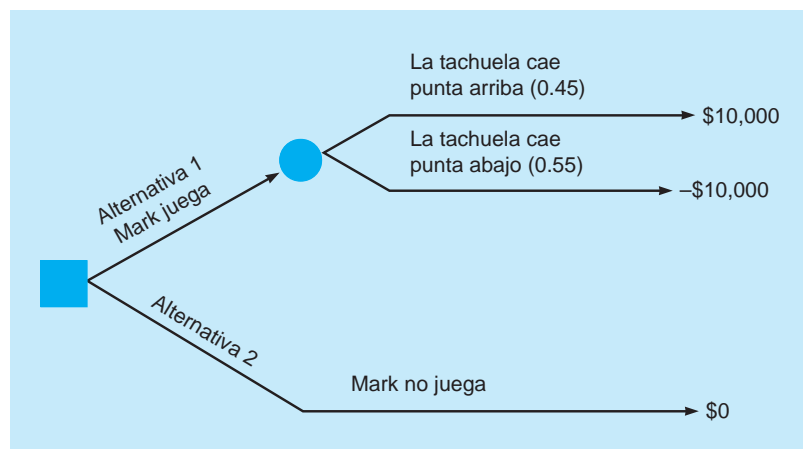 La tachuela cae
punta arriba (0.45)
$10,000
La tachuela cae
punta abajo (0.55)
–$10,000
Alternativa 1
Mark juega
Alternativa 2
Mark no juega
$0